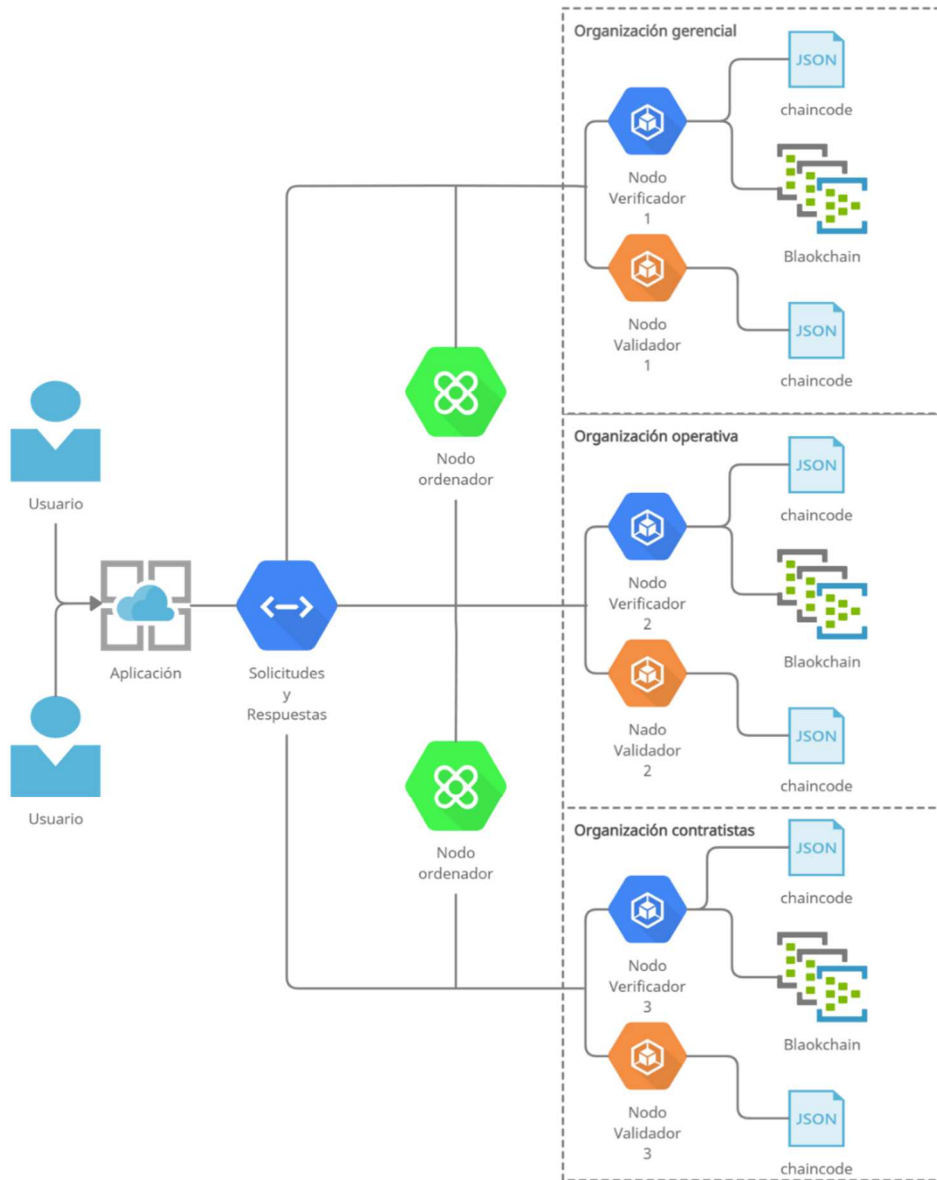 Organización gerencial
JSON
chaincode
Nodo
Verificador
1
Blaokchain
Nodo
Validador
1
JSON
chaincode
Nodo
ordenador
Usuario
Organización operativa
JSON
chaincode
Nodo
Verificador
2
Blaokchain
Aplicación
Solicitudes
y
Respuestas
Nado
Validador
2
JSON
chaincode
Usuario
Nodo
ordenador
Organización contratistas
JSON
chaincode
Nodo
Verificador
3
Blaokchain
Nodo
Validador
3
JSON
chaincode